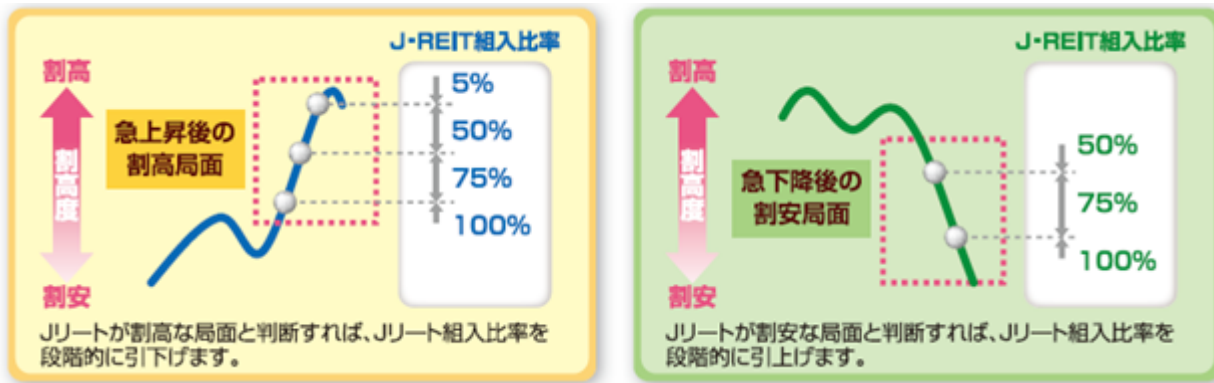 J・REIT組入比率
割高
5%
急上昇後の
割高局面
50%
割高度
75%
100%
割安
Jリートが割高な局面と判断すれば、Jリート組入比率を
段階的に引下げます。
J・REIT組入比率
割高
50%
急下降後の
割安局面
割高度
75%
100%
割安
Jリートが割安な局面と判断すれば、Jリート組入比率を
段階的に引上げます。